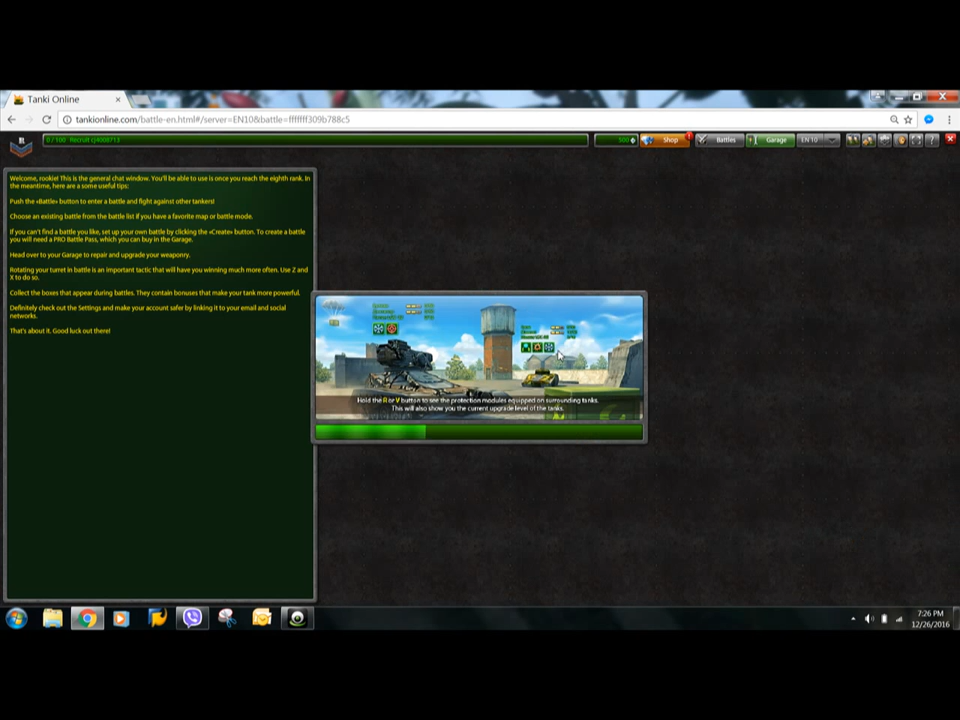 Tanki Online
tankionline.com/battle-en.html#/server=EN10&battle=fffffff309b788c5
0 / 100 Recruit cj4008713
500
Shop
Battles
Garage
EN 10
Welcome, rookie! This is the general chat window. You'll be able to use is once you reach the eighth rank. In
the meantime, here are a some useful tips:
Push the «Battle» button to enter a battle and fight against other tankers!
Choose an existing battle from the battle list if you have a favorite map or battle mode.
If you can't find a battle you like, set up your own battle by clicking the «Create» button. To create a battle
you will need a PRO Battle Pass, which you can buy in the Garage.
Head over to your Garage to repair and upgrade your weaponry.
Rotating your turret in battle is an important tactic that will have you winning much more often. Use Z and
X to do so.
Collect the boxes that appear during battles. They contain bonuses that make your tank more powerful.
Definitely check out the Settings and make your account safer by linking it to your email and social
networks.
That's about it. Good luck out there!
Hold the R or V button to see the protection modules equipped on surrounding tanks.
This will also show you the current upgrade level of the tanks.
7:26 PM
12/26/2016